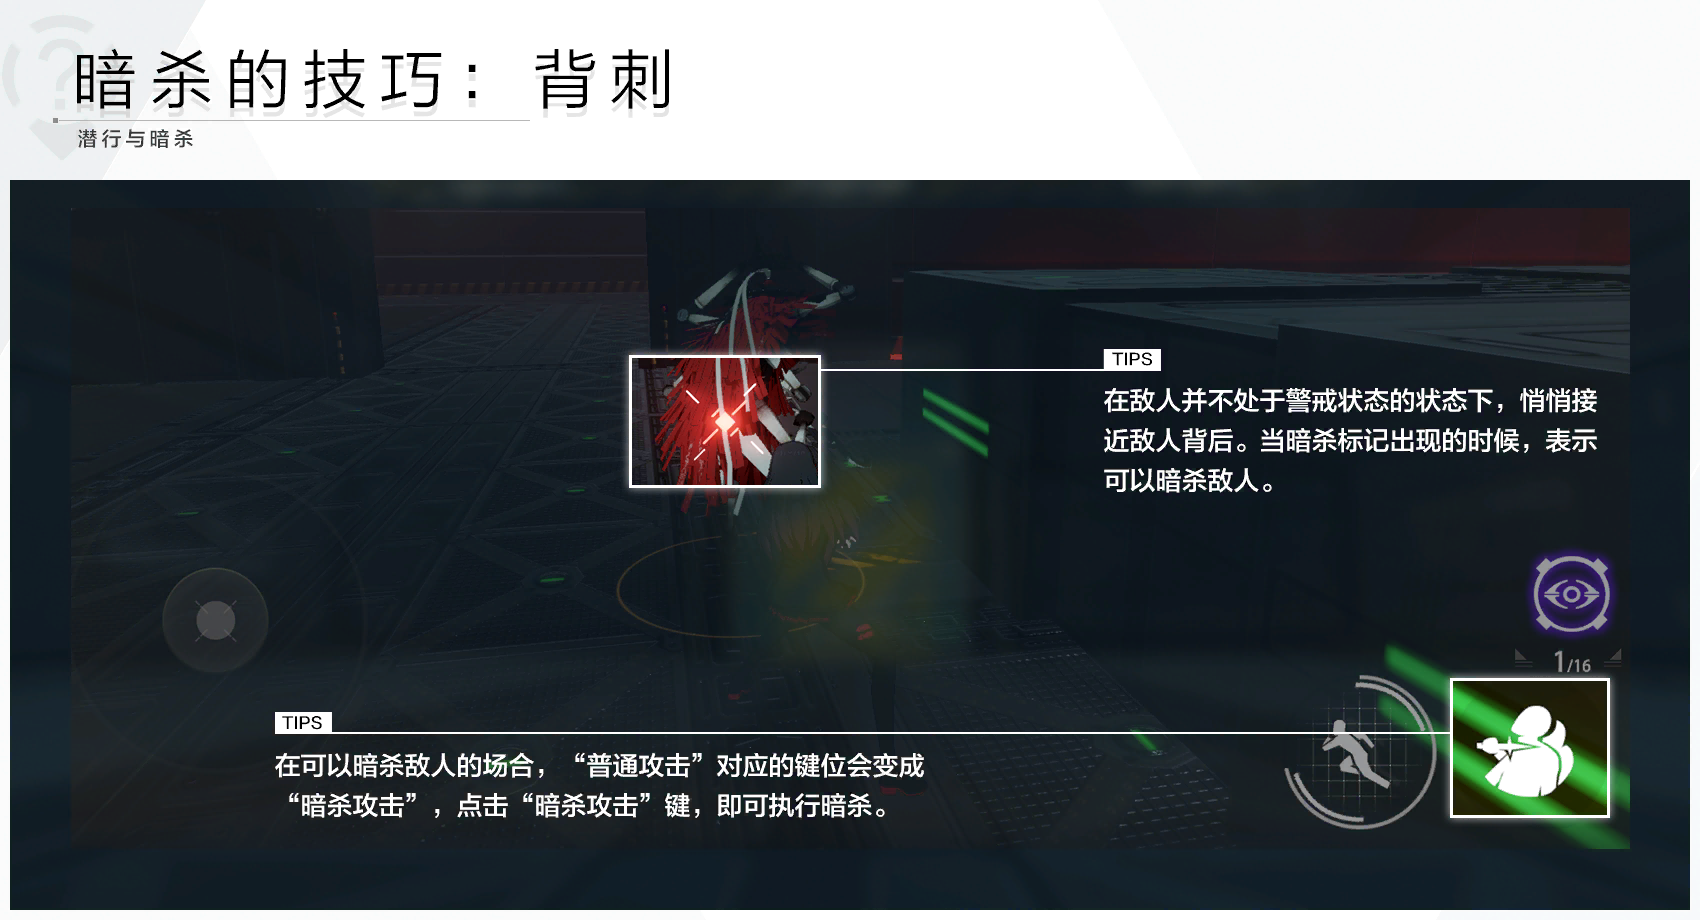 暗杀的技巧：背刺
潜行与暗杀
TIPS
在敌人并不处于警戒状态的状态下，悄悄接
近敌人背后。当暗杀标记出现的时候，表示
可以暗杀敌人。
1/16
TIPS
在可以暗杀敌人的场合，“普通攻击”对应的键位会变成
“暗杀攻击”，点击“暗杀攻击”键，即可执行暗杀。